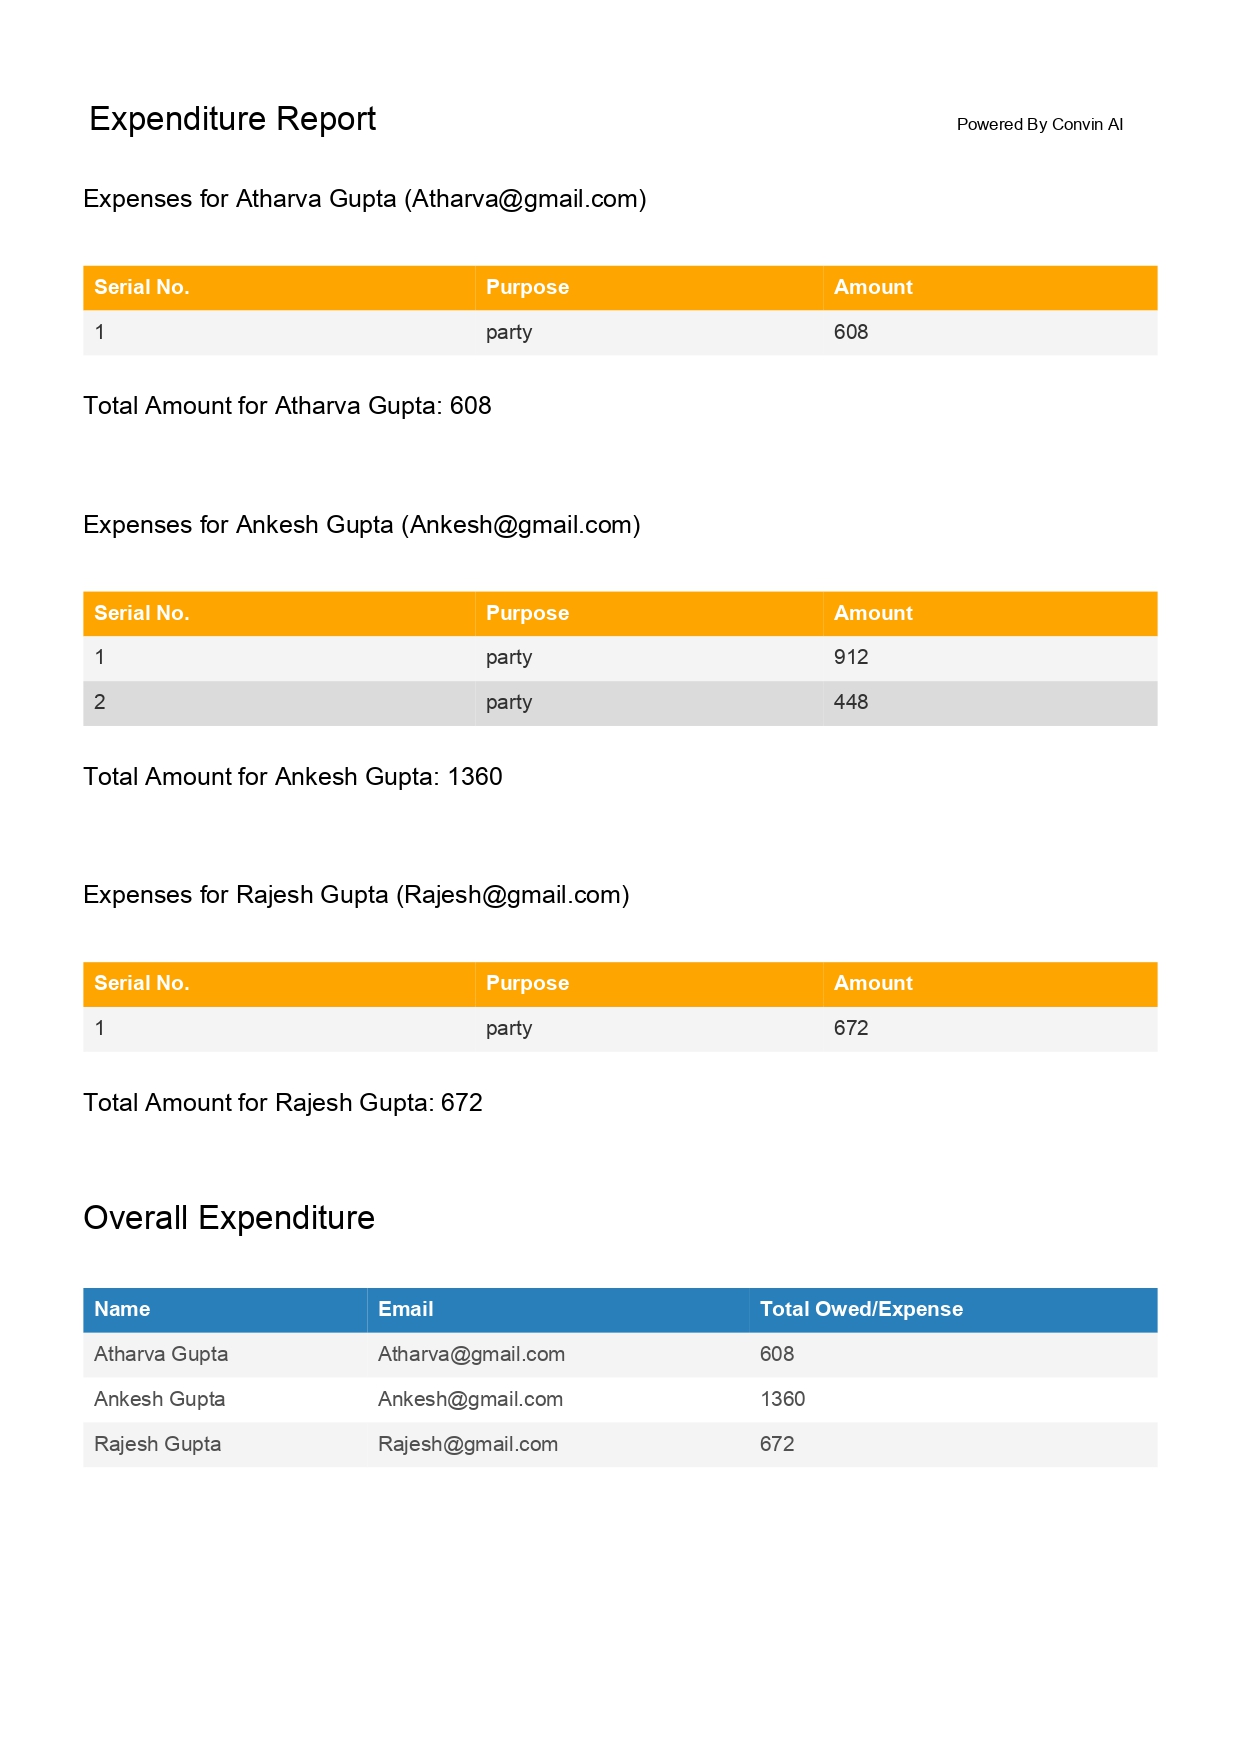 Expenditure Report Powered By Convin AI
Expenses for Atharva Gupta (Atharva@gmail.com)
Serial No. Purpose Amount
1 party 608
Total Amount for Atharva Gupta: 608
Expenses for Ankesh Gupta (Ankesh@gmail.com)
Serial No. Purpose Amount
1 party 912
2 party 448
Total Amount for Ankesh Gupta: 1360
Expenses for Rajesh Gupta (Rajesh@gmail.com)
Serial No. Purpose Amount
1 party 672
Total Amount for Rajesh Gupta: 672
Overall Expenditure
Name Email Total Owed/Expense
Atharva Gupta Atharva@gmail.com 608
Ankesh Gupta Ankesh@gmail.com 1360
Rajesh Gupta Rajesh@gmail.com 672